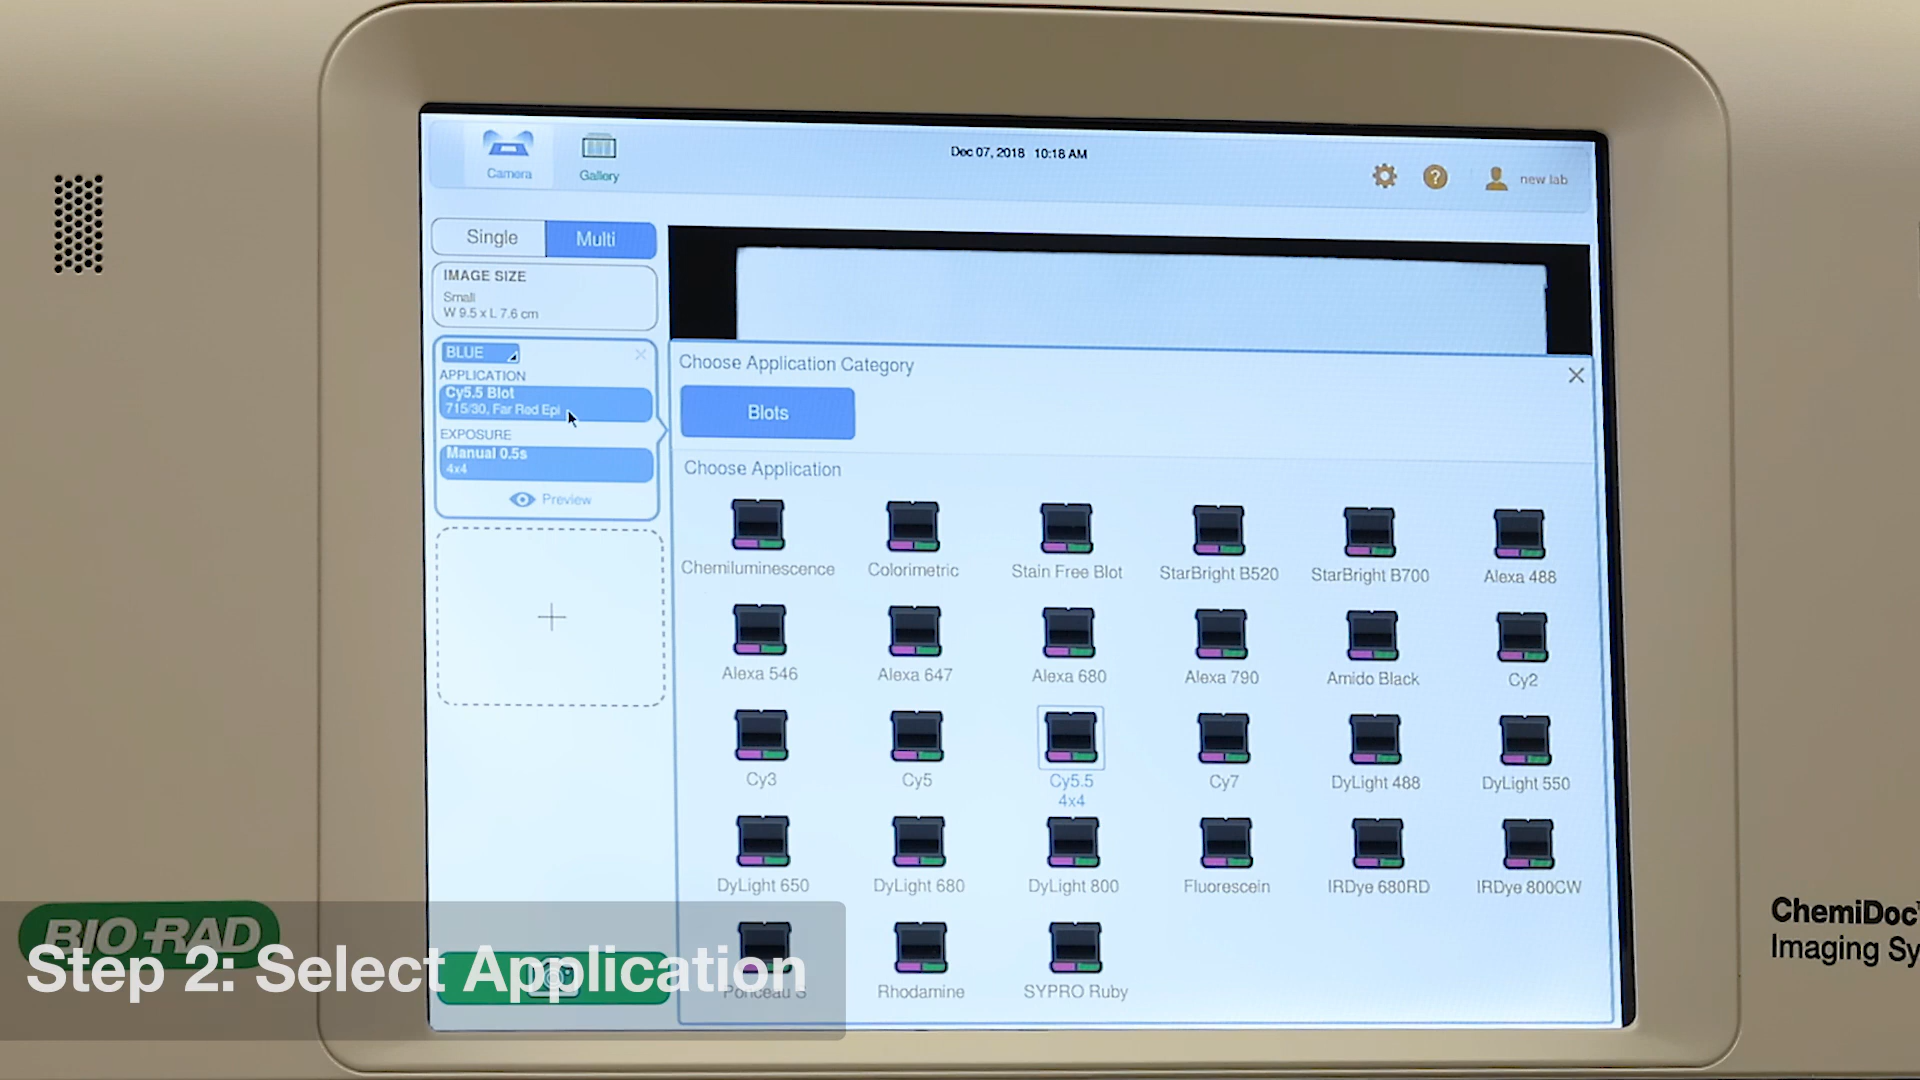 Camera
Gallery
Dec 07, 2018 10:18 AM
?
new lab
Single
Multi
IMAGE SIZE
Small
W 9.5 x L 7.6 cm
BLUE
APPLICATION
Cy5.5 Blot
715/30, Far Red Epi
EXPOSURE
Manual 0.5s
4x4
Preview
Choose Application Category
Blots
Choose Application
Chemiluminescence
Colorimetric
Stain Free Blot
StarBright B520
StarBright B700
Alexa 488
Alexa 546
Alexa 647
Alexa 680
Alexa 790
Amido Black
Cy2
Cy3
Cy5
Cy5.5
4x4
Cy7
DyLight 488
DyLight 550
DyLight 650
DyLight 680
DyLight 800
Fluorescein
IRDye 680RD
IRDye 800CW
Ponceau S
Rhodamine
SYPRO Ruby
BIO-RAD
Step 2: Select Application
ChemiDoc
Imaging Sy